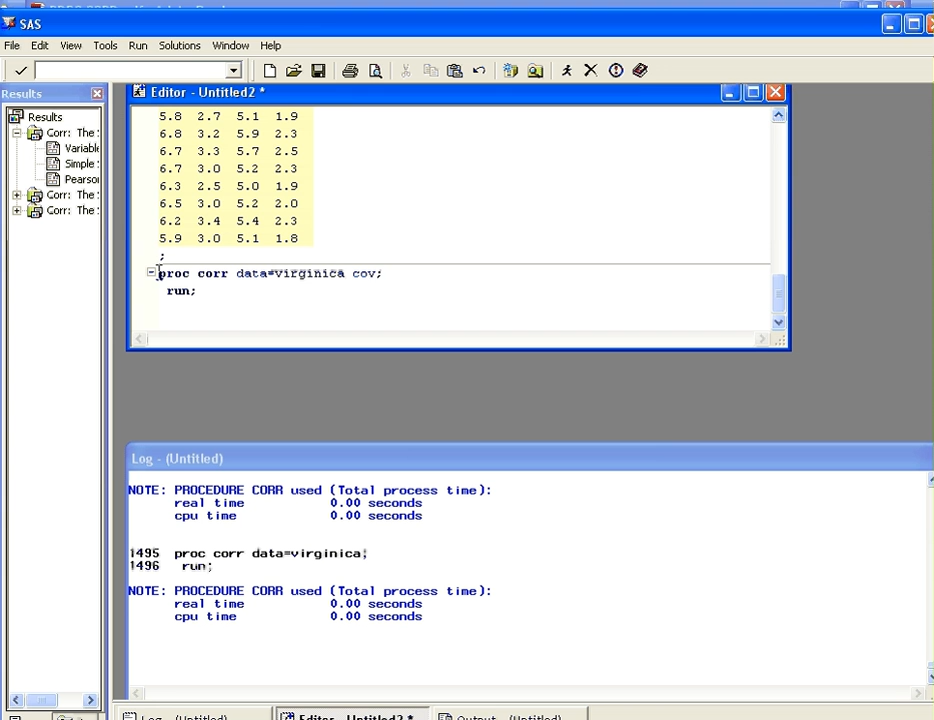 SAS
File Edit View Tools Run Solutions Window Help
Results
Results
Corr: The
Variabl
Simple
Pearso
Corr: The
Corr: The
Editor - Untitled2 *
5.8 2.7 5.1 1.9
6.8 3.2 5.9 2.3
6.7 3.3 5.7 2.5
6.7 3.0 5.2 2.3
6.3 2.5 5.0 1.9
6.5 3.0 5.2 2.0
6.2 3.4 5.4 2.3
5.9 3.0 5.1 1.8
;
proc corr data=virginica cov;
run;
Log - (Untitled)
NOTE: PROCEDURE CORR used (Total process time):
real time 0.00 seconds
cpu time 0.00 seconds
1495 proc corr data=virginica;
1496 run;
NOTE: PROCEDURE CORR used (Total process time):
real time 0.00 seconds
cpu time 0.00 seconds
Log - (Untitled) Editor - Untitled2 * Output - (Untitled)